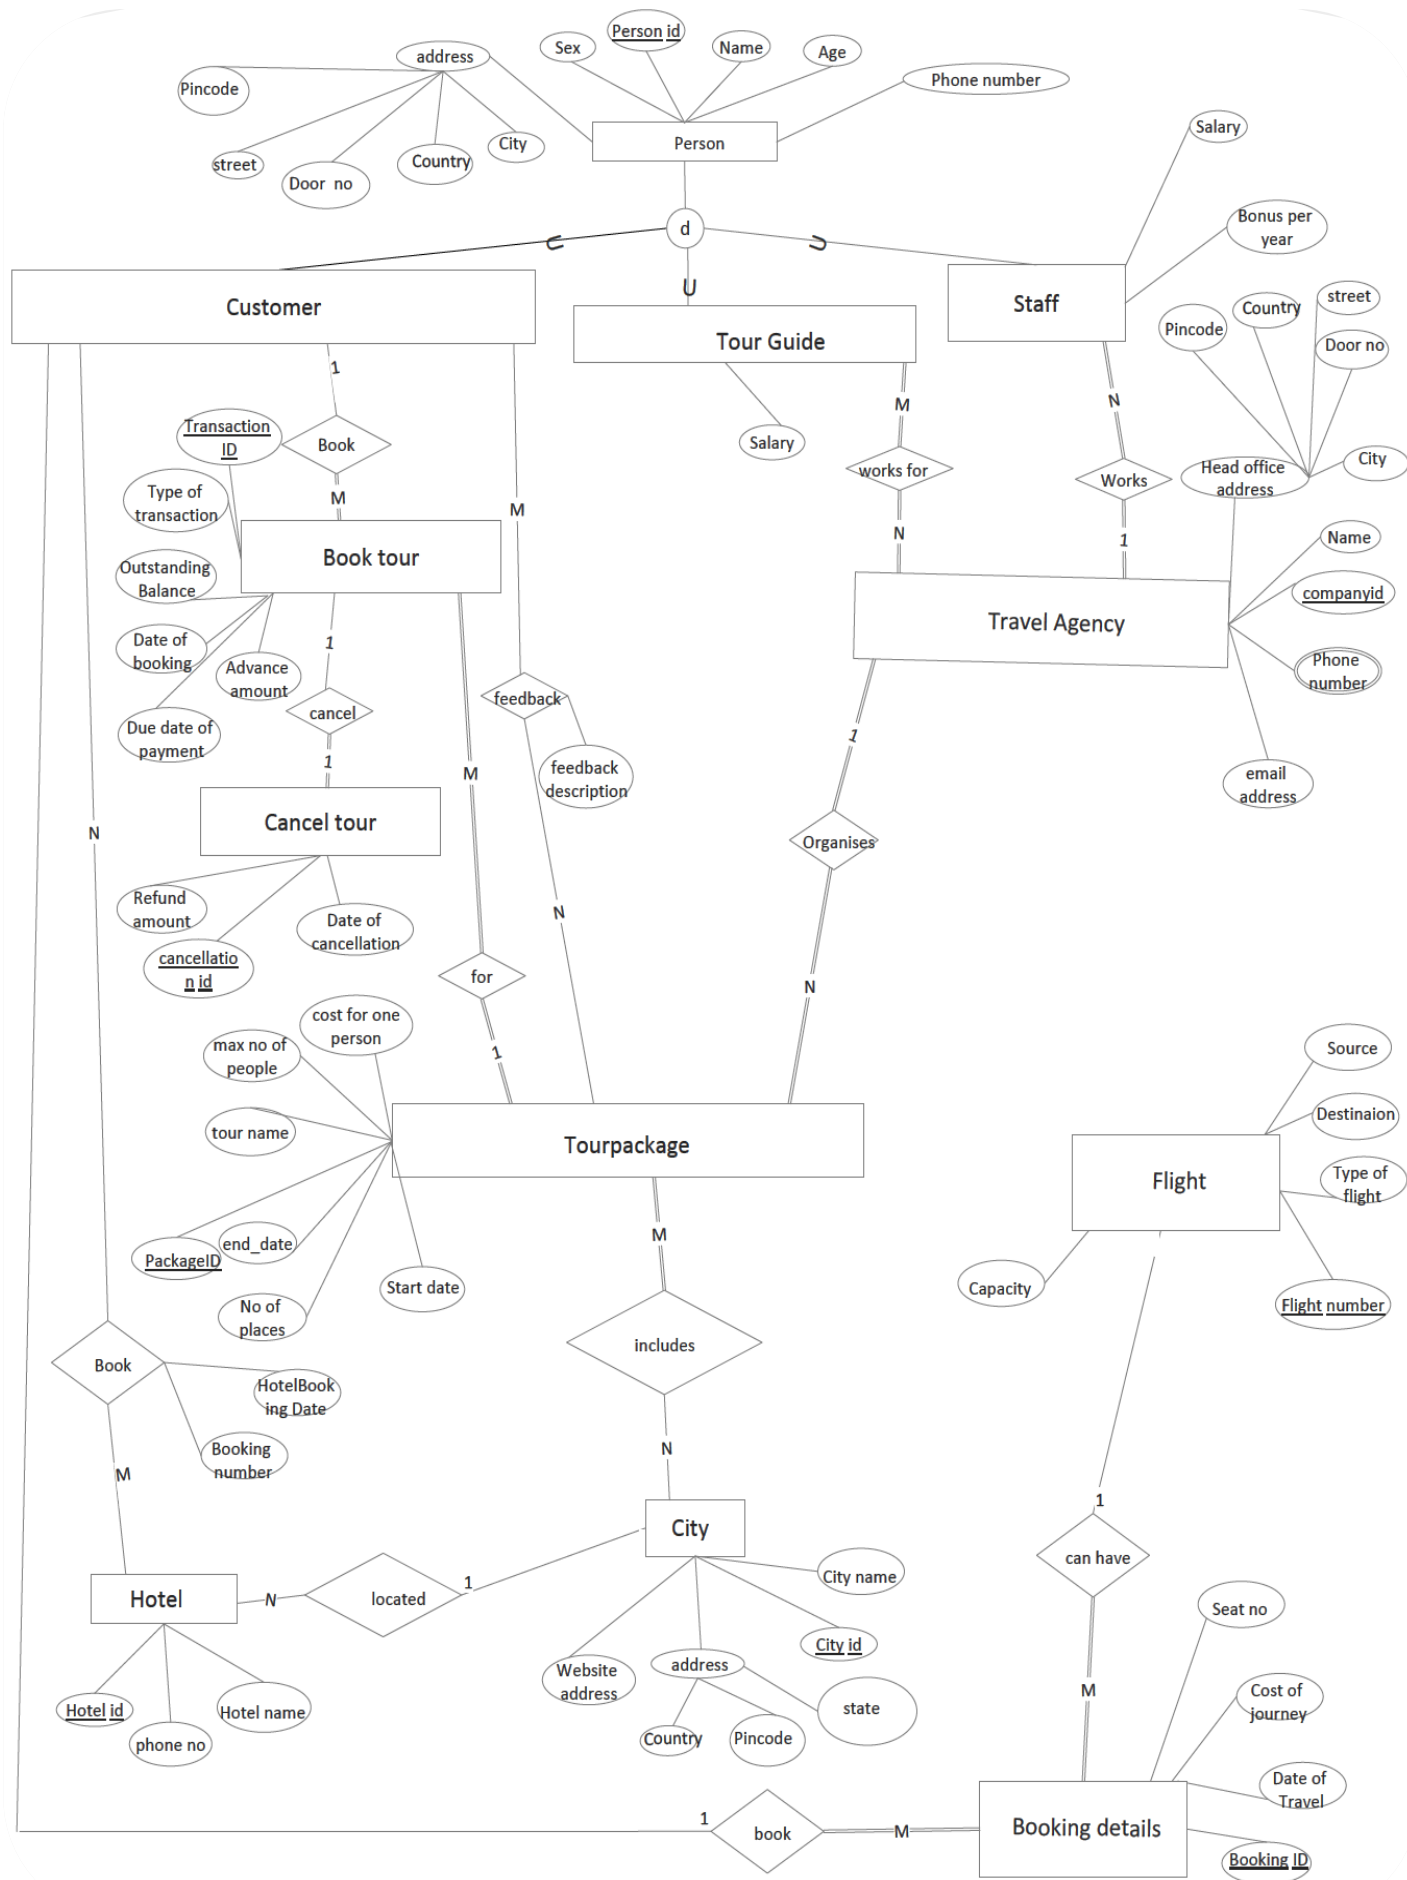 Person id
Sex
Name
Age
address
Phone number
Pincode
Person
Salary
City
Country
street
Door no
Bonus per
year
d
U
U
U
Customer
Staff
street
Country
Pincode
Tour Guide
Door no
1
N
M
Transaction
ID
Book
Salary
works for
Works
Head office
address
City
Type of
transaction
M
M
N
1
Name
Book tour
Outstanding
Balance
companyid
Travel Agency
Date of
booking
1
Advance
amount
Phone
number
feedback
cancel
Due date of
payment
1
1
M
feedback
description
email
address
Cancel tour
N
Organises
Refund
amount
Date of
cancellation
N
cancellatio
n id
for
N
cost for one
person
max no of
people
1
Source
Destinaion
tour name
Tourpackage
Flight
Type of
flight
M
end_date
PackageID
Start date
Capacity
Flight number
No of
places
includes
Book
HotelBook
ing Date
Booking
number
N
M
1
City
can have
1
City name
Hotel
N
located
Seat no
City id
Website
address
address
M
Cost of
journey
Hotel id
Hotel name
state
phone no
Country
Pincode
Date of
Travel
1
book
M
Booking details
Booking ID